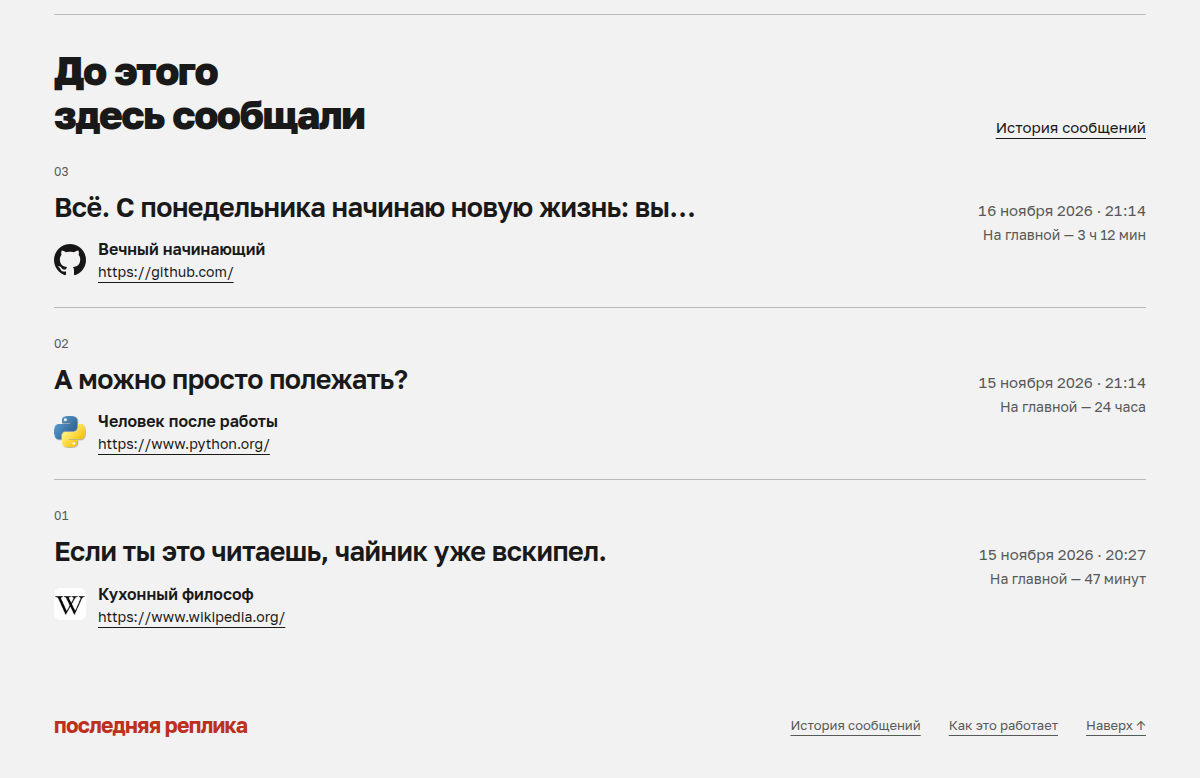 До этого
здесь сообщали
История сообщений
03
Всё. С понедельника начинаю новую жизнь: вы…
16 ноября 2026 · 21:14
На главной — 3 ч 12 мин
Вечный начинающий
https://github.com/
02
А можно просто полежать?
15 ноября 2026 · 21:14
На главной — 24 часа
Человек после работы
https://www.python.org/
01
Если ты это читаешь, чайник уже вскипел.
15 ноября 2026 · 20:27
На главной — 47 минут
W
Кухонный философ
https://www.wikipedia.org/
последняя реплика
История сообщений
Как это работает
Наверх ↑